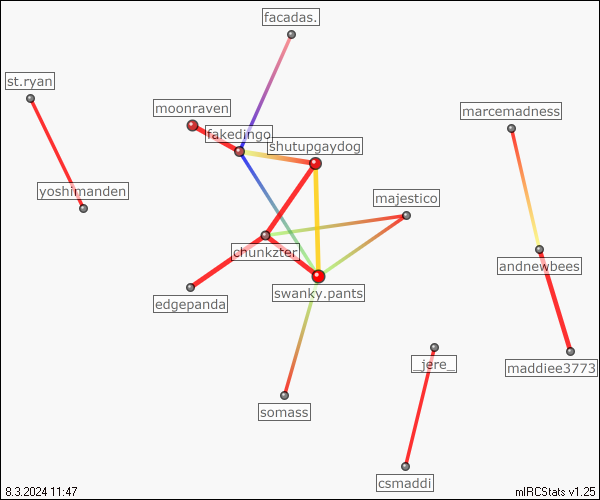 facadas.
st.ryan
moonraven
marcemadness
fakedingo
shutupgaydog
yoshimanden
majestico
chunkzter
andnewbees
edgepanda
swanky.pants
_jere_
maddiee3773
somass
csmaddi
8.3.2024 11:47
mIRCStats v1.25